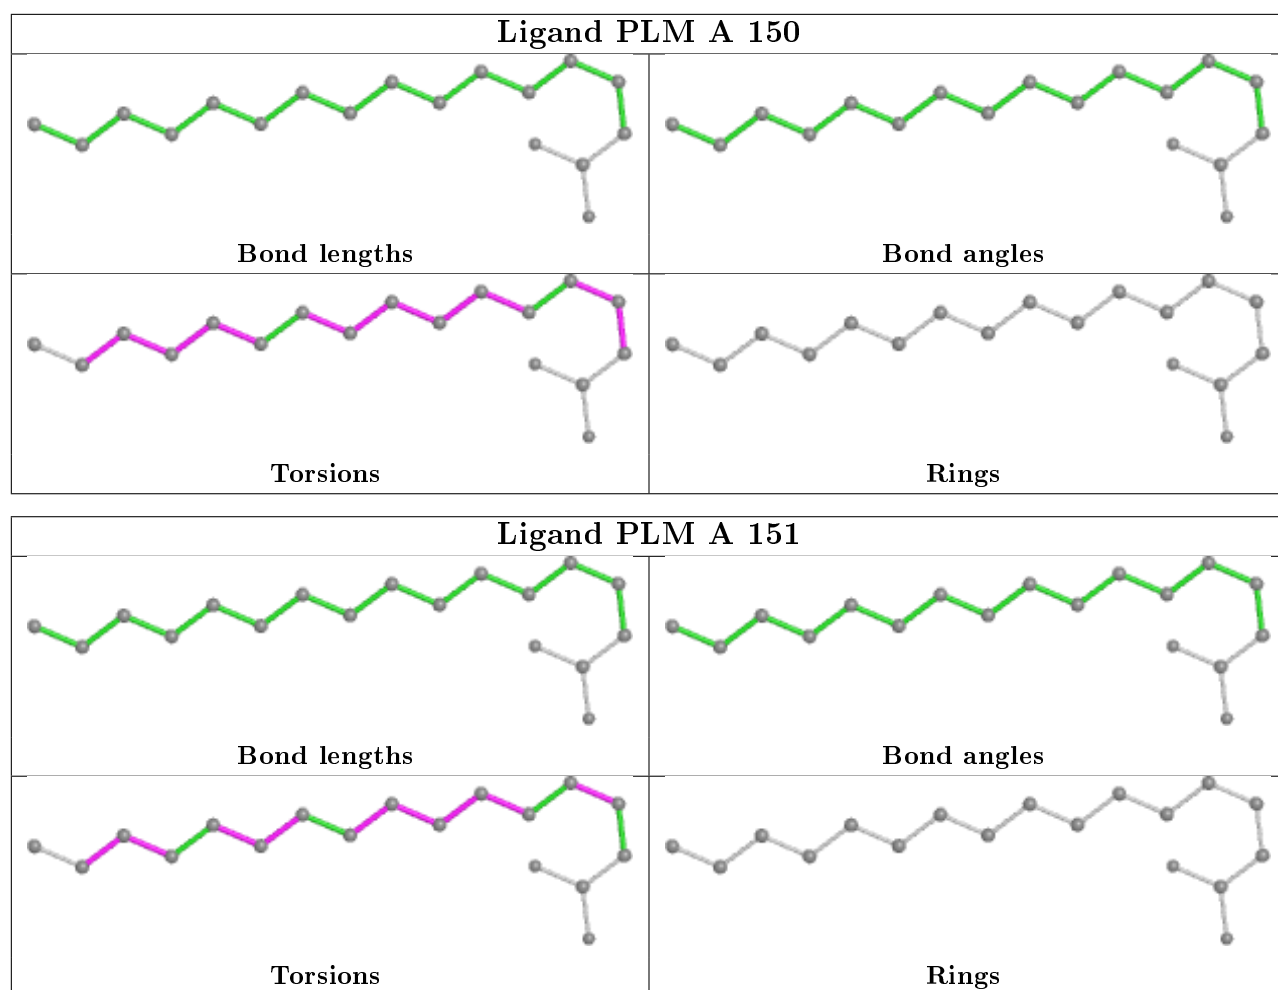 Ligand PLM A 150
Bond lengths
Bond angles
Torsions
Rings
Ligand PLM A 151
Bond lengths
Bond angles
Torsions
Rings